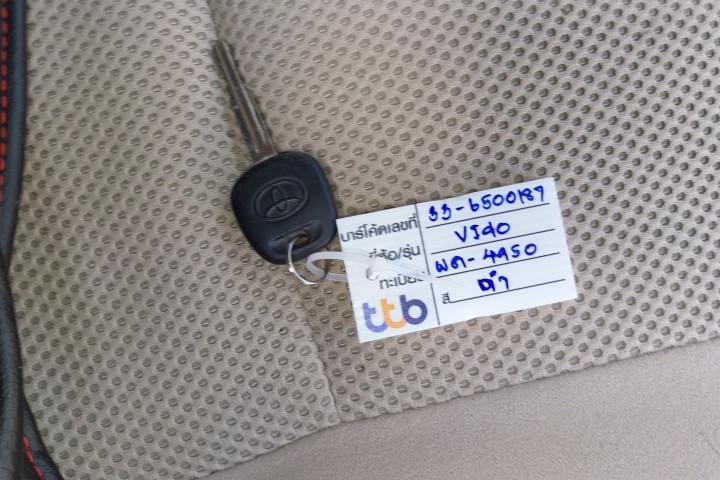 บาร์โค้ดเลขที่ 33-6500187
ยี่ห้อ/รุ่น VIGO
ทะเบียน ผต-4950
สี ดำ
ttb